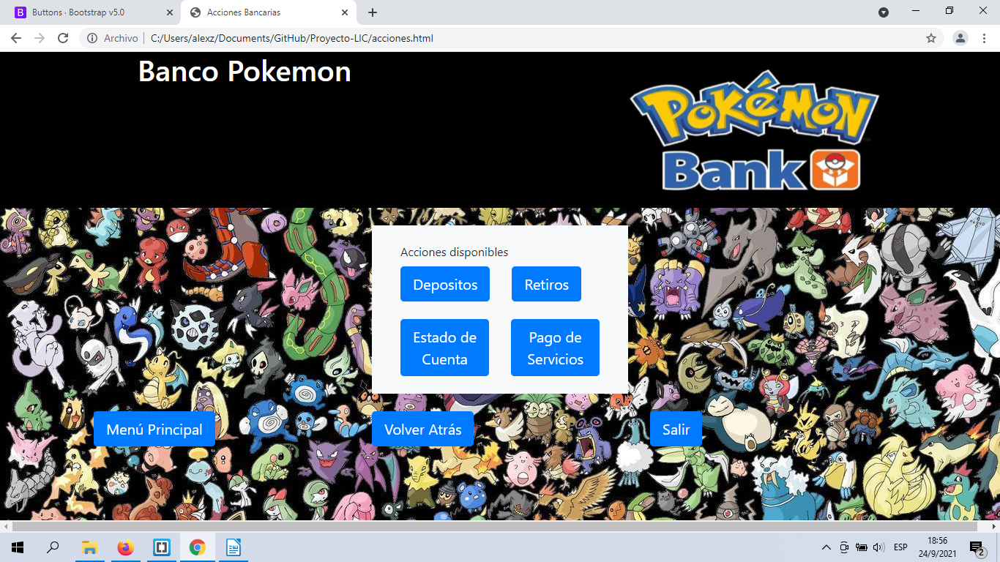 Buttons · Bootstrap v5.0
Acciones Bancarias
Archivo
C:/Users/alexz/Documents/GitHub/Proyecto-LIC/acciones.html
Banco Pokemon
POKÉMON
Bank
Acciones disponibles
Depositos
Retiros
Estado de
Cuenta
Pago de
Servicios
Menú Principal
Volver Atrás
Salir
ESP
18:56
24/9/2021
2